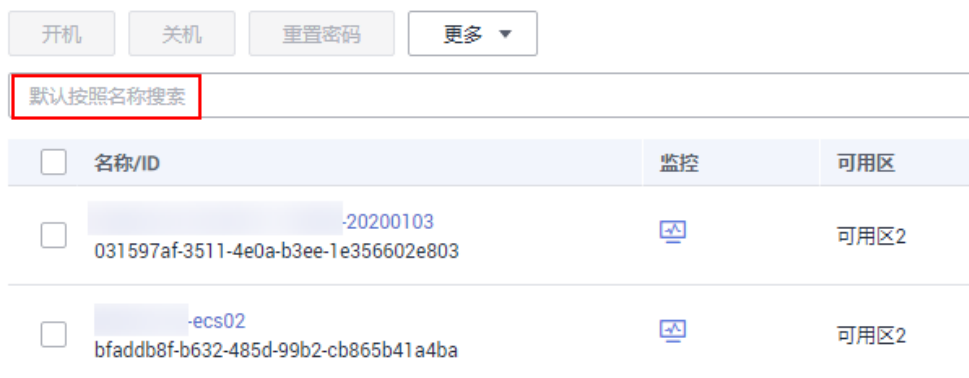 开机 关机 重置密码 更多
默认按照名称搜索
名称/ID 监控 可用区
-20200103
031597af-3511-4e0a-b3ee-1e356602e803 可用区2
-ecs02
bfaddb8f-b632-485d-99b2-cb865b41a4ba 可用区2